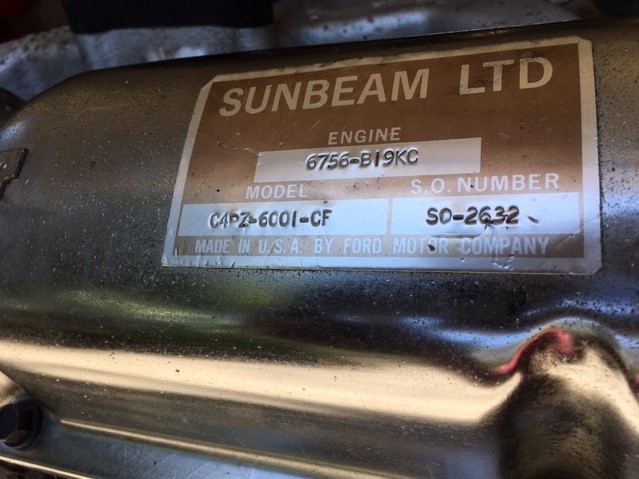 SUNBEAM LTD
ENGINE
6756-B19KC
MODEL S.O. NUMBER
C4PZ-6001-CF SO-2632
MADE IN U.S.A. BY FORD MOTOR COMPANY